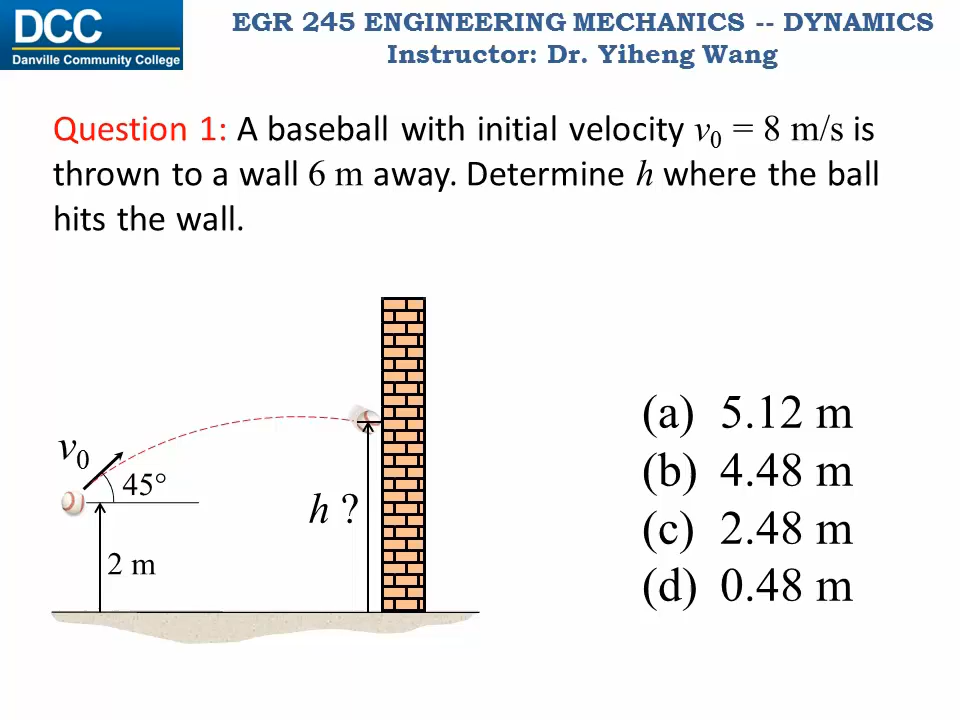 DCC
Danville Community College
EGR 245 ENGINEERING MECHANICS -- DYNAMICS
Instructor: Dr. Yiheng Wang
Question 1: A baseball with initial velocity v₀ = 8 m/s is
thrown to a wall 6 m away. Determine h where the ball
hits the wall.
v₀
45°
h ?
2 m
(a) 5.12 m
(b) 4.48 m
(c) 2.48 m
(d) 0.48 m